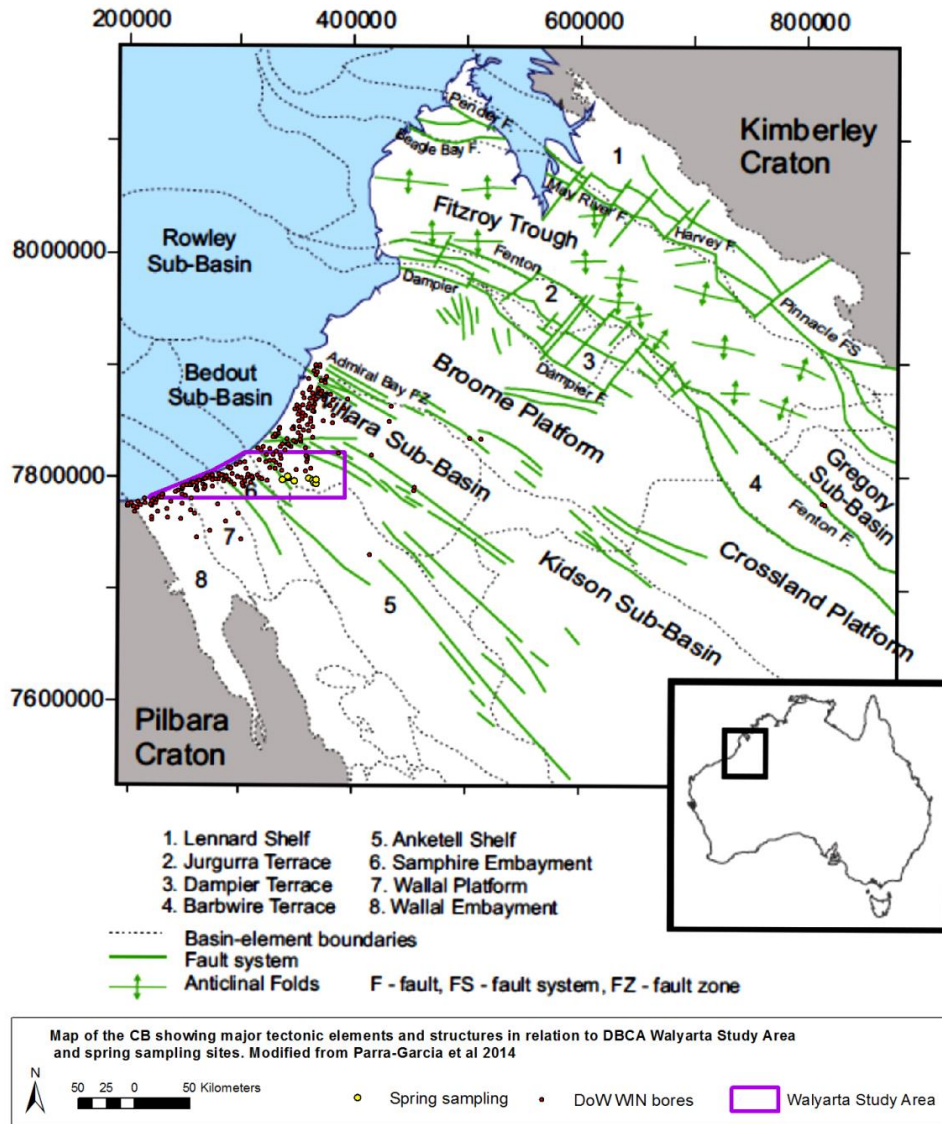 200000
400000
600000
800000
Pender F.
Beagle Bay F.
1
Kimberley
Craton
May River F.
Harvey F.
Fitzroy Trough
8000000
Rowley
Sub-Basin
Fenton
2
Dampier
Pinnacle FS
3
Bedout
Sub-Basin
Admiral Bay FZ
Dampier F.
Broome Platform
Willara Sub-Basin
7800000
6
4
Gregory
Sub-Basin
Fenton F.
7
8
5
Kidson Sub-Basin
Crossland Platform
7600000
Pilbara
Craton
1. Lennard Shelf
2. Jurgurra Terrace
3. Dampier Terrace
4. Barbwire Terrace
5. Anketell Shelf
6. Samphire Embayment
7. Wallal Platform
8. Wallal Embayment
Basin-element boundaries
Fault system
Anticlinal Folds
F - fault, FS - fault system, FZ - fault zone
Map of the CB showing major tectonic elements and structures in relation to DBCA Walyarta Study Area
and spring sampling sites. Modified from Parra-Garcia et al 2014
N
50 25 0 50 Kilometers
Spring sampling
DoW WIN bores
Walyarta Study Area